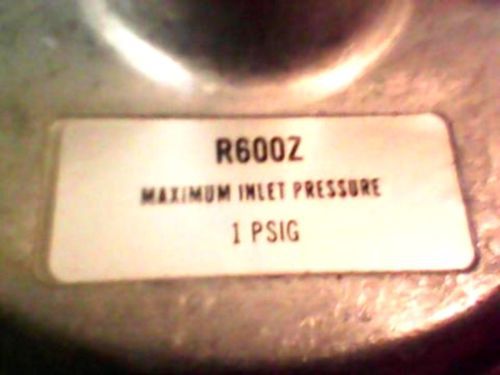 R600Z
MAXIMUM INLET PRESSURE
1 PSIG